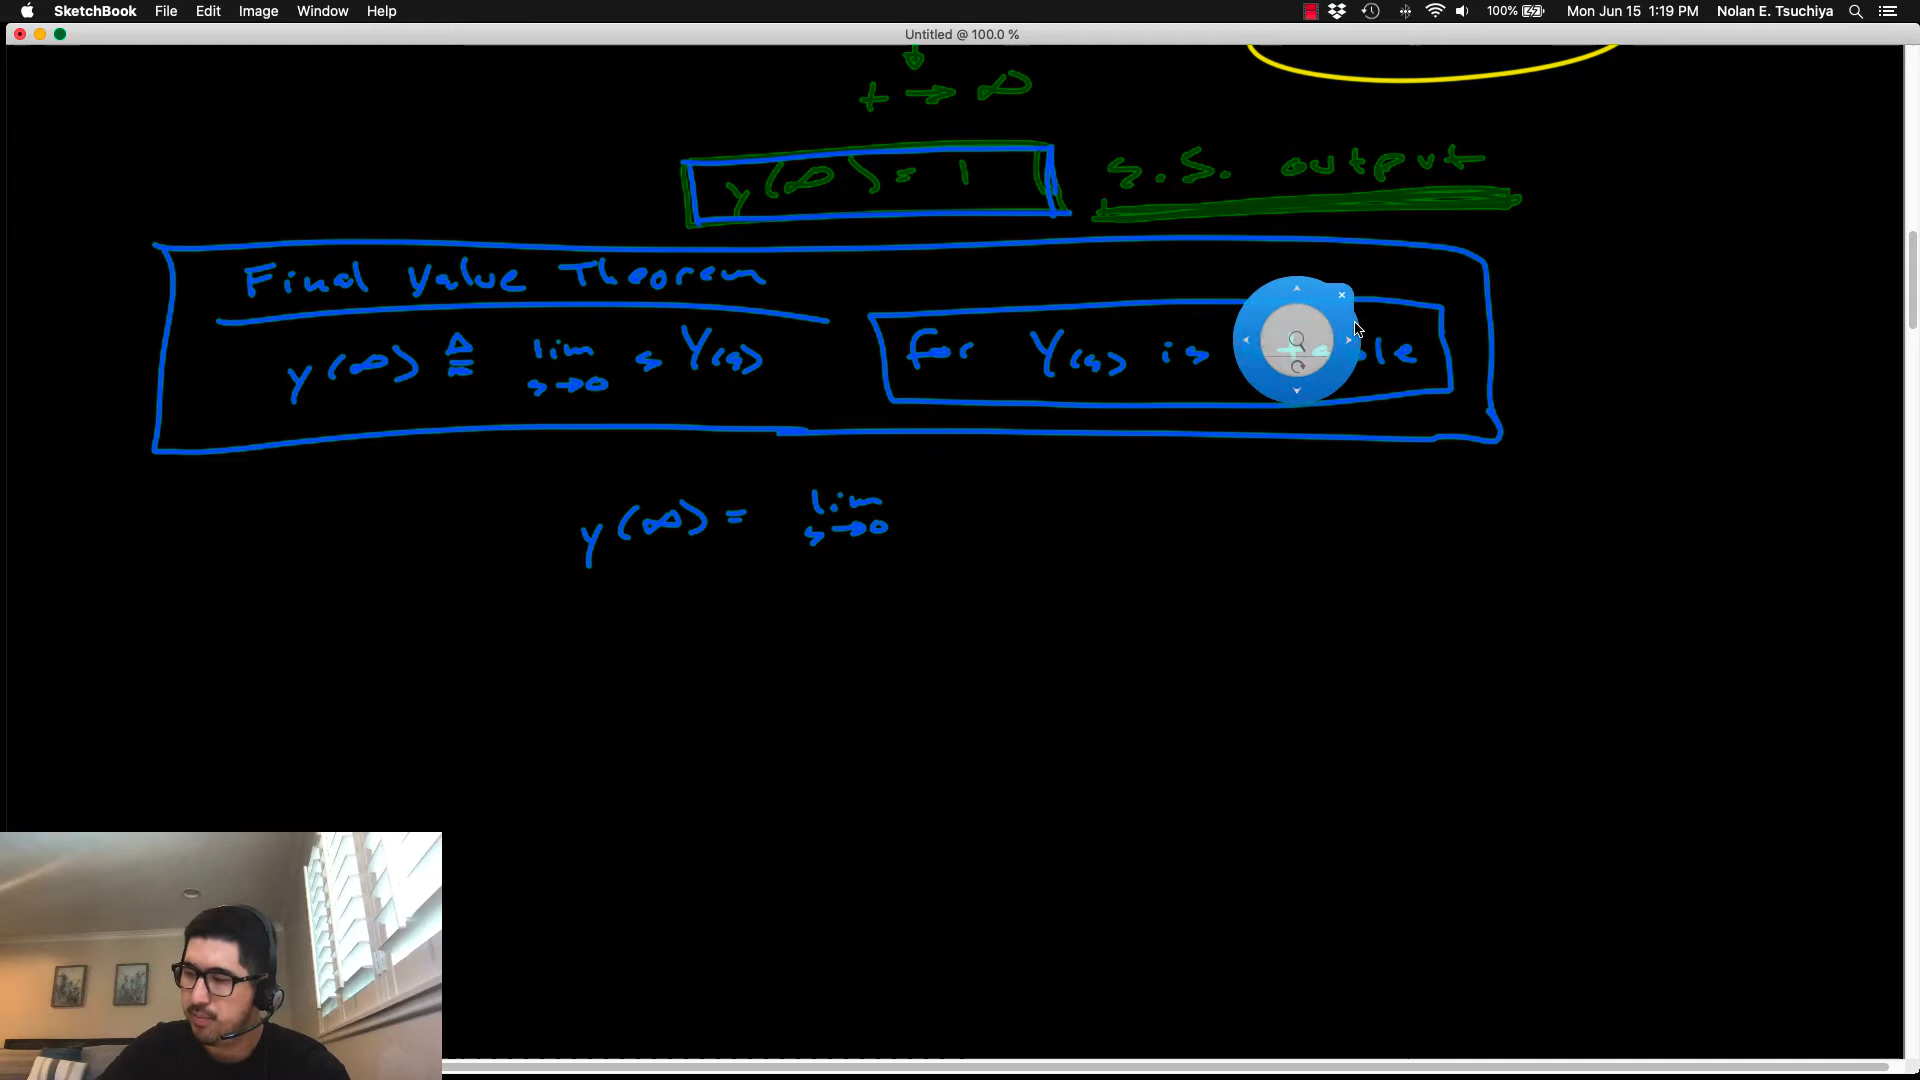 SketchBook File Edit Image Window Help 100% Mon Jun 15 1:19 PM Nolan E. Tsuchiya
Untitled @ 100.0 %
+ → ∞
y(∞) = 1 s.s. output
Final Value Theorem
y(∞) ≜ lim s→0 s Y(s) for Y(s) is
y(∞) = lim s→0